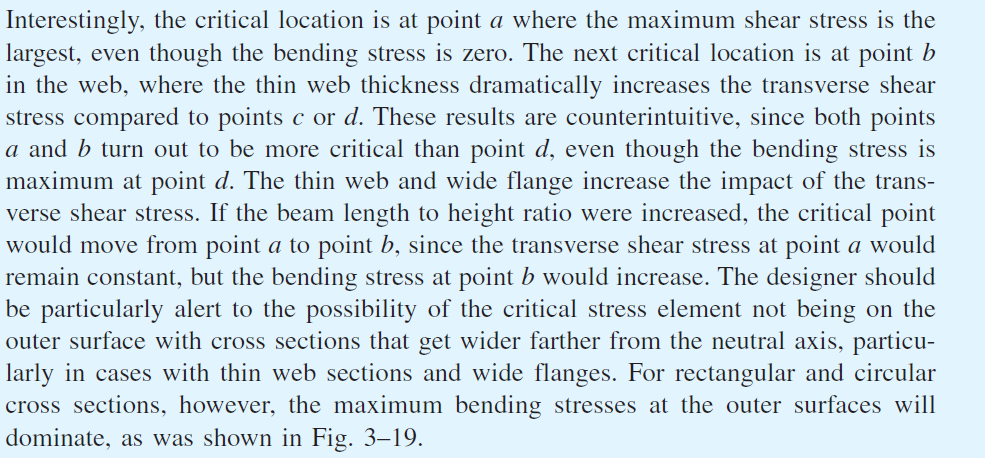 Interestingly, the critical location is at point a where the maximum shear stress is the
largest, even though the bending stress is zero. The next critical location is at point b
in the web, where the thin web thickness dramatically increases the transverse shear
stress compared to points c or d. These results are counterintuitive, since both points
a and b turn out to be more critical than point d, even though the bending stress is
maximum at point d. The thin web and wide flange increase the impact of the trans-
verse shear stress. If the beam length to height ratio were increased, the critical point
would move from point a to point b, since the transverse shear stress at point a would
remain constant, but the bending stress at point b would increase. The designer should
be particularly alert to the possibility of the critical stress element not being on the
outer surface with cross sections that get wider farther from the neutral axis, particu-
larly in cases with thin web sections and wide flanges. For rectangular and circular
cross sections, however, the maximum bending stresses at the outer surfaces will
dominate, as was shown in Fig. 3–19.